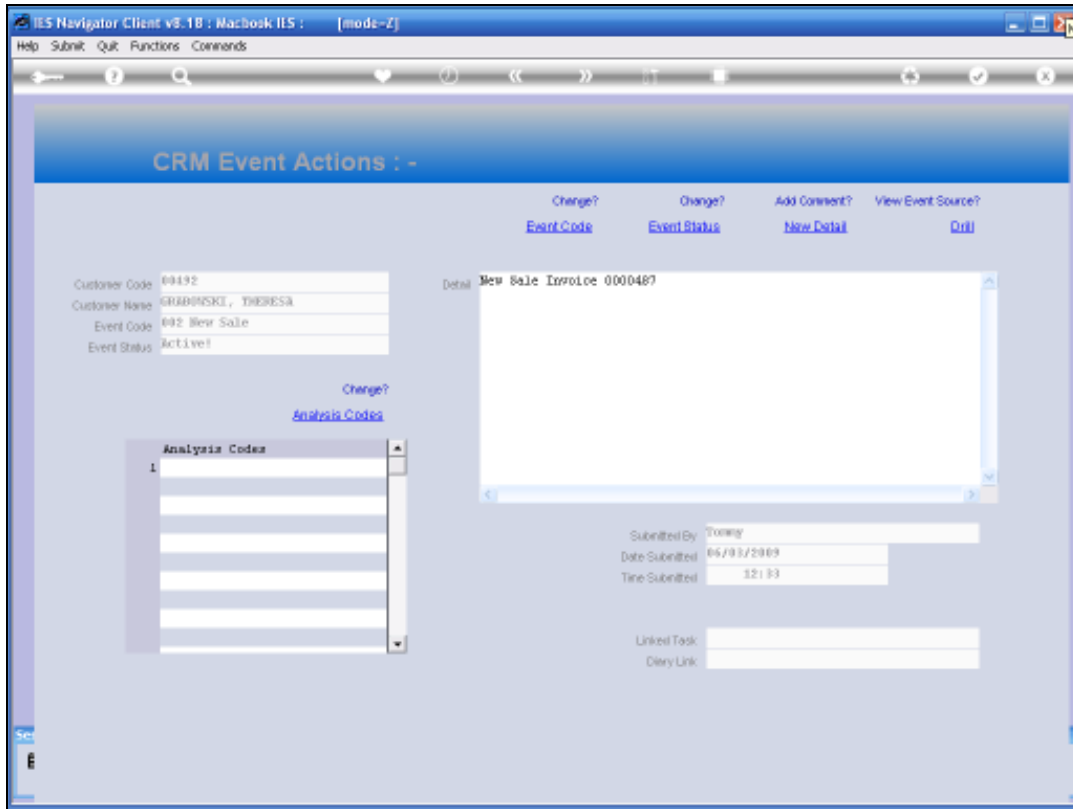 IES Navigator Client v8.1B : Macbook IES : [mode=Z]
Help Submit Quit Functions Commands
CRM Event Actions : -
Change? Change? Add Comment? View Event Source?
Event Code Event Status New Detail Drill
Customer Code 00492
Customer Name GRABOWSKI, THERESA
Event Code 002 New Sale
Event Status Active!
Detail New Sale Invoice 0000487
Change?
Analysis Codes
Analysis Codes
1
Submitted By Tommy
Date Submitted 06/03/2009
Time Submitted 12:33
Linked Task
Diary Link